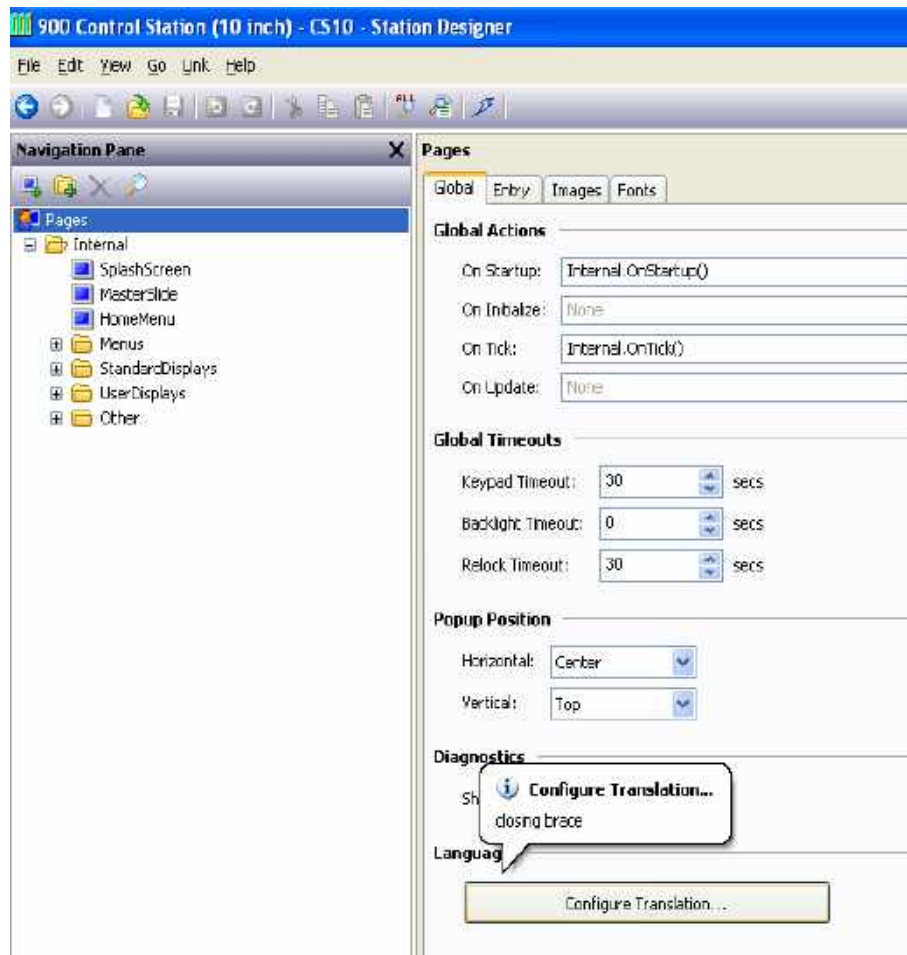 900 Control Station (10 inch) - CS10 - Station Designer
File Edit View Go Link Help
ALL
Navigation Pane
Pages
Internal
SplashScreen
MasterSlide
HomeMenu
Menus
StandardDisplays
UserDisplays
Other
Pages
Global Entry Images Fonts
Global Actions
On Startup: Internal.OnStartup()
On Initialize: None
On Tick: Internal.OnTick()
On Update: None
Global Timeouts
Keypad Timeout: 30 secs
Backlight Timeout: 0 secs
Relock Timeout: 30 secs
Popup Position
Horizontal: Center
Vertical: Top
Diagnostics
Sh
Configure Translation...
closing brace
Languag
Configure Translation...